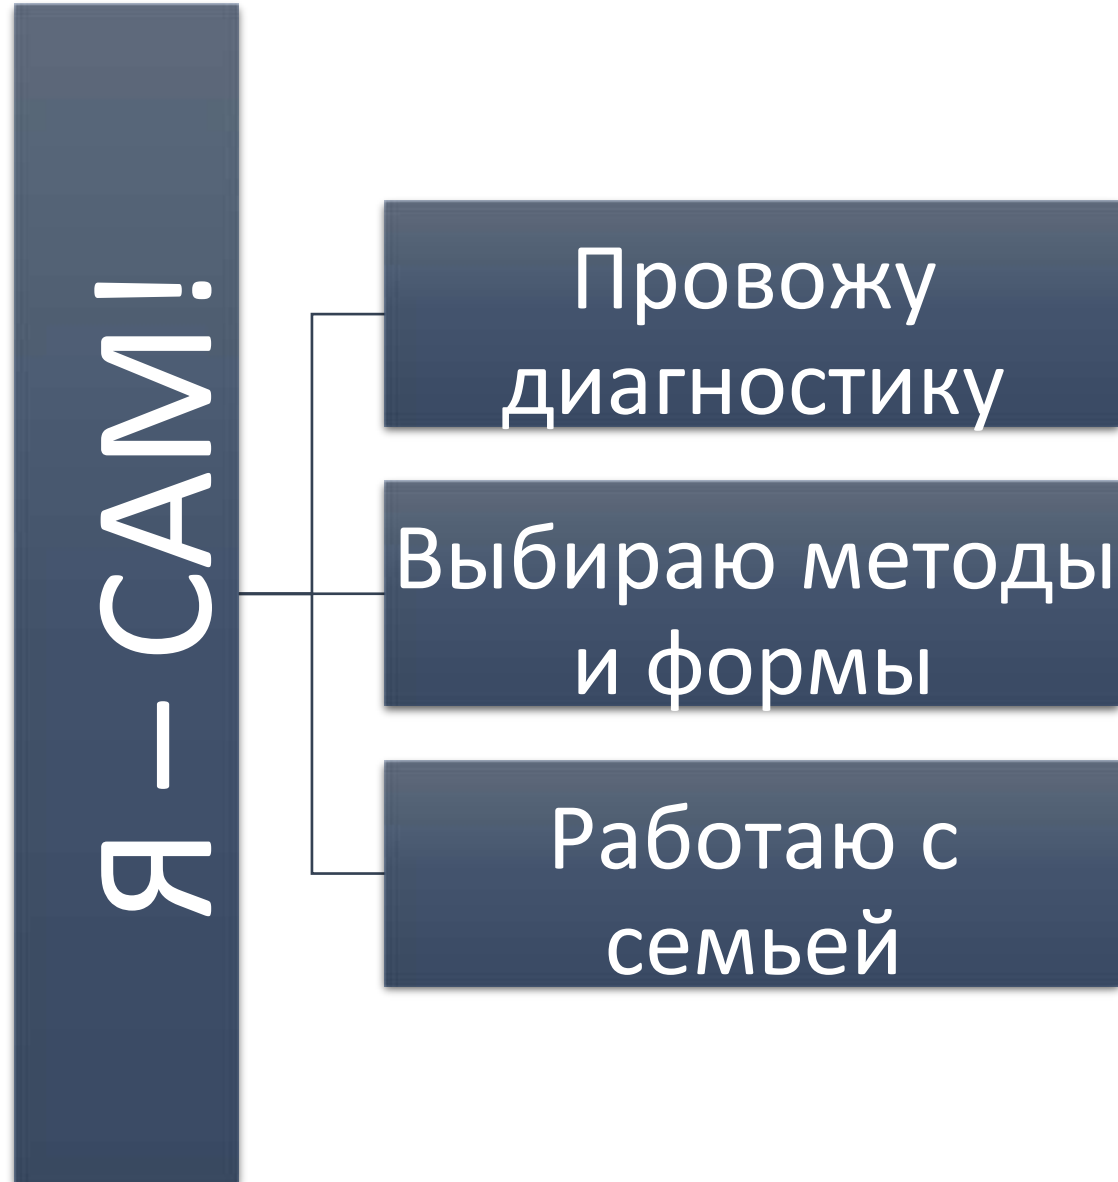 Я – САМ!
Провожу
диагностику
Выбираю методы
и формы
Работаю с
семьей